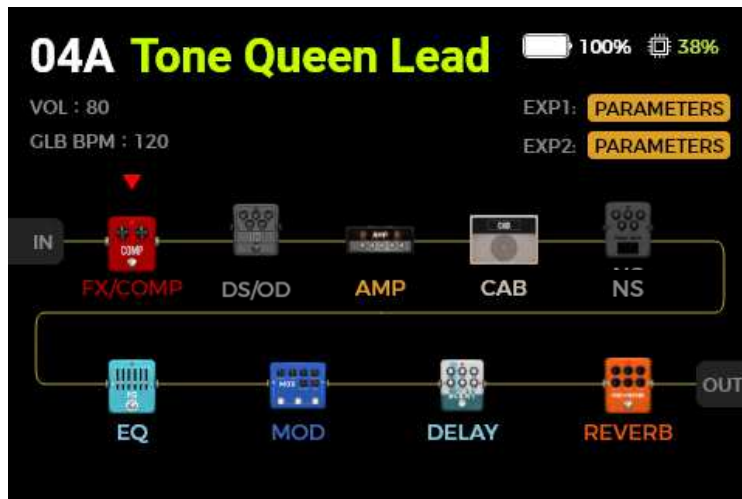 04A Tone Queen Lead 100% 38%
VOL : 80 EXP1: PARAMETERS
GLB BPM : 120 EXP2: PARAMETERS
IN
COMP
AMP
CAB
FX/COMP DS/OD AMP CAB NS
MOD
OUT
EQ MOD DELAY REVERB